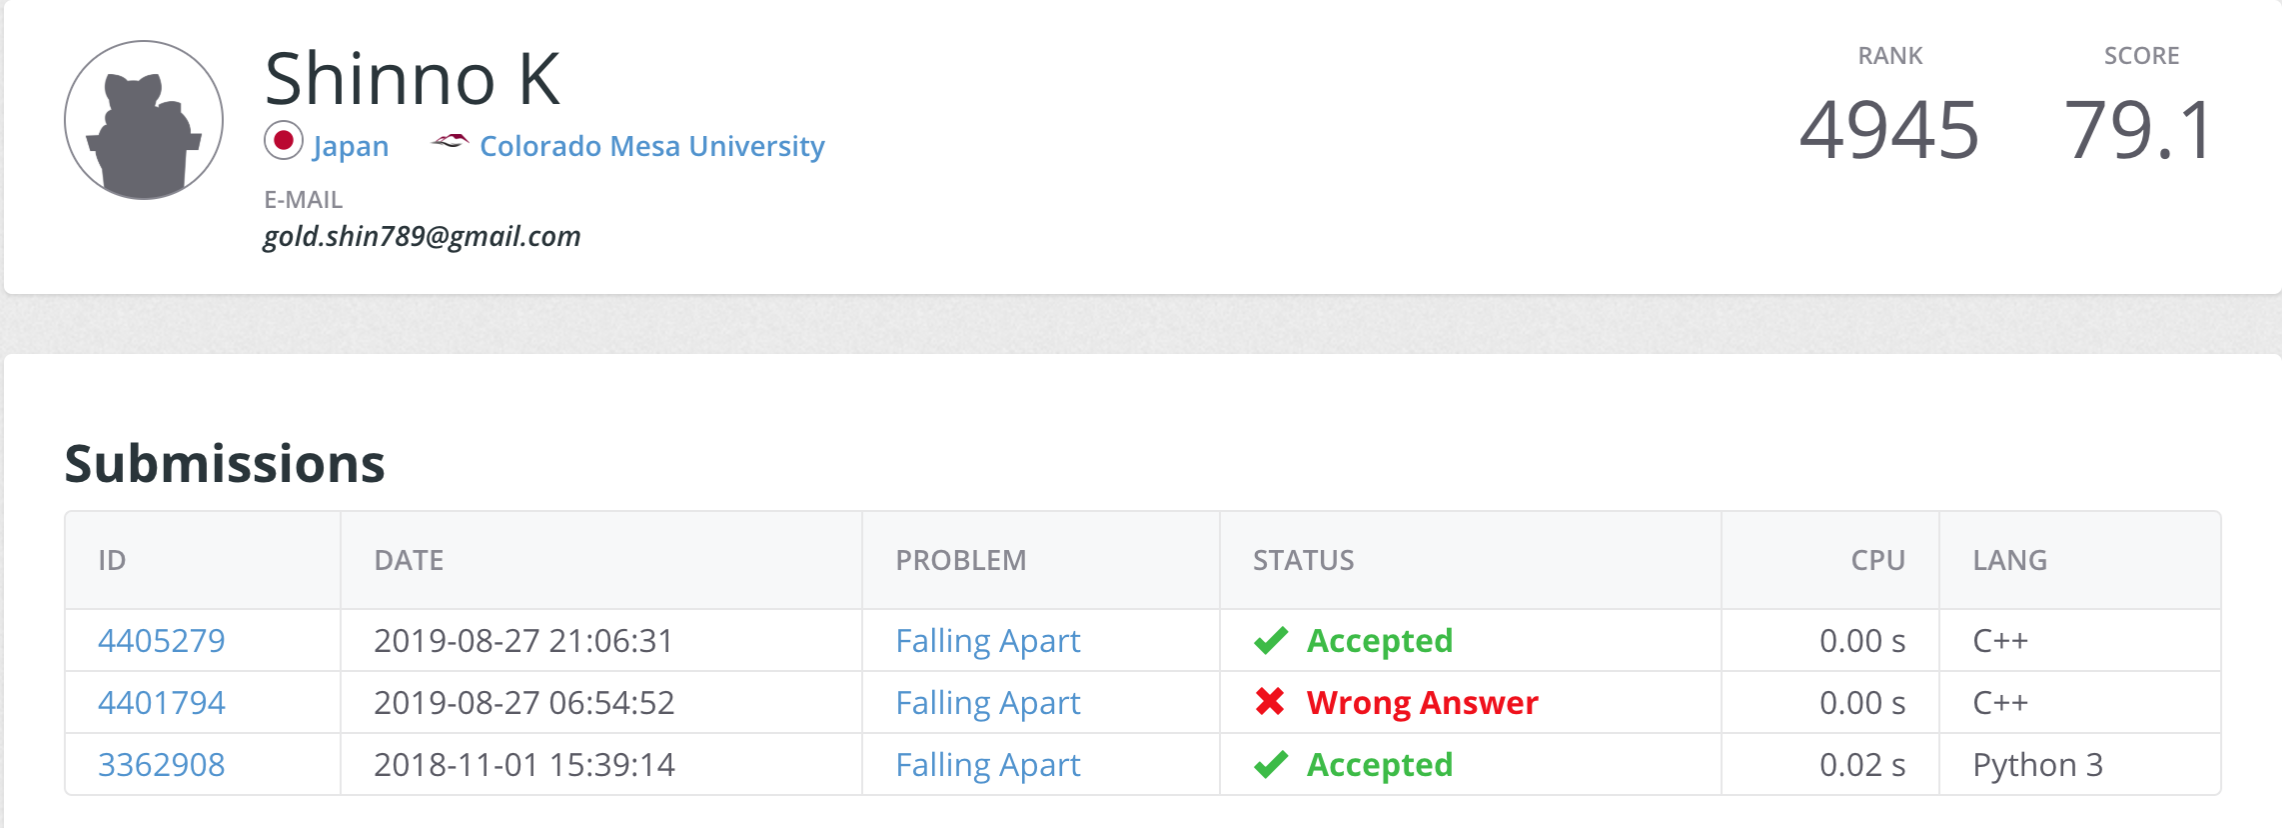 Shinno K
Japan Colorado Mesa University
E-MAIL
gold.shin789@gmail.com
RANK SCORE
4945 79.1
Submissions
ID DATE PROBLEM STATUS CPU LANG
4405279 2019-08-27 21:06:31 Falling Apart Accepted 0.00 s C++
4401794 2019-08-27 06:54:52 Falling Apart Wrong Answer 0.00 s C++
3362908 2018-11-01 15:39:14 Falling Apart Accepted 0.02 s Python 3